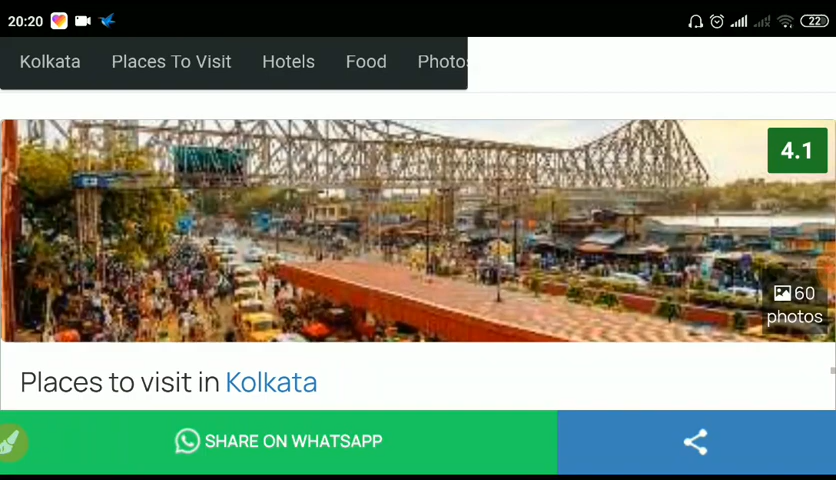 20:20
22
Kolkata Places To Visit Hotels Food Photos
4.1
60
photos
Places to visit in Kolkata
SHARE ON WHATSAPP